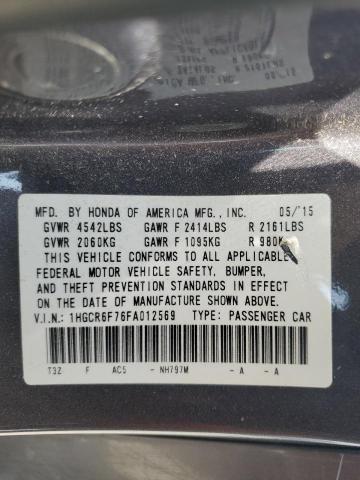 MFD. BY HONDA OF AMERICA MFG., INC. 05/'15
GVWR 4542LBS GAWR F 2414LBS R 2161LBS
GVWR 2060KG GAWR F 1095KG R 980K
THIS VEHICLE CONFORMS TO ALL APPLICABLE
FEDERAL MOTOR VEHICLE SAFETY, BUMPER,
AND THEFT PREVENTION STANDARDS IN EFFECT ON
THE DATE OF MANUFACTURE SHOWN ABOVE.
V.I.N.: 1HGCR6F76FA012569 TYPE: PASSENGER CAR
T3Z F AC5 - NH797M - A - A